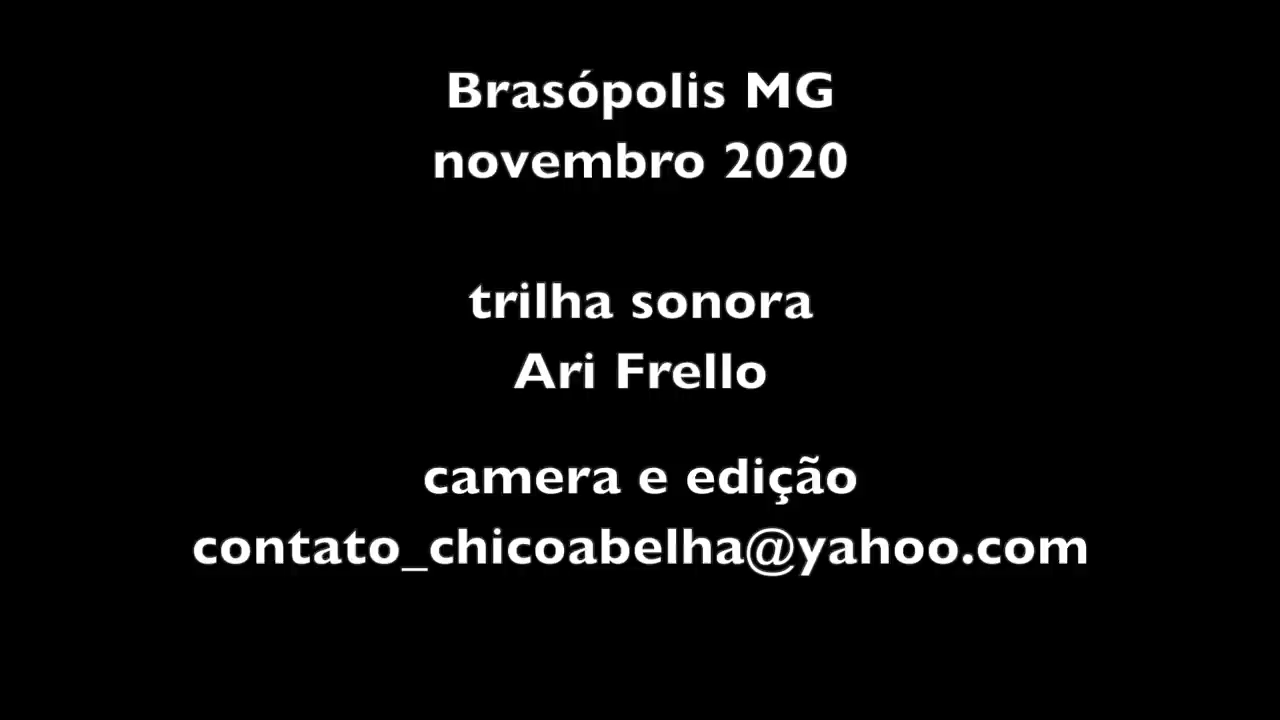 Brasópolis MG
novembro 2020
trilha sonora
Ari Frello
camera e edição
contato_chicoabelha@yahoo.com